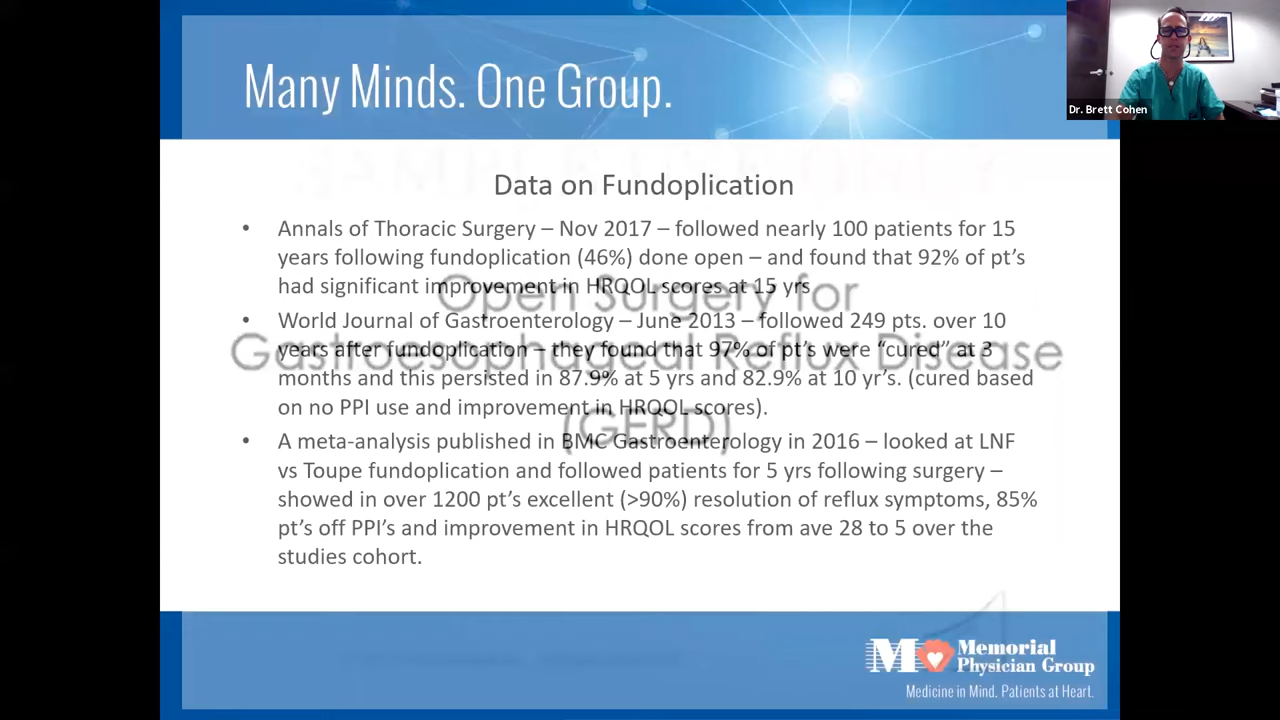 Many Minds. One Group.
Dr. Brett Cohen
Data on Fundoplication
• Annals of Thoracic Surgery – Nov 2017 – followed nearly 100 patients for 15
years following fundoplication (46%) done open – and found that 92% of pt’s
had significant improvement in HRQOL scores at 15 yrs
• World Journal of Gastroenterology – June 2013 – followed 249 pts. over 10
years after fundoplication – they found that 97% of pt’s were “cured” at 3
months and this persisted in 87.9% at 5 yrs and 82.9% at 10 yr’s. (cured based
on no PPI use and improvement in HRQOL scores).
• A meta-analysis published in BMC Gastroenterology in 2016 – looked at LNF
vs Toupe fundoplication and followed patients for 5 yrs following surgery –
showed in over 1200 pt’s excellent (>90%) resolution of reflux symptoms, 85%
pt’s off PPI’s and improvement in HRQOL scores from ave 28 to 5 over the
studies cohort.
Open Surgery for
Gastroesophageal Reflux Disease
(GERD)
M Memorial
Physician Group
Medicine in Mind. Patients at Heart.